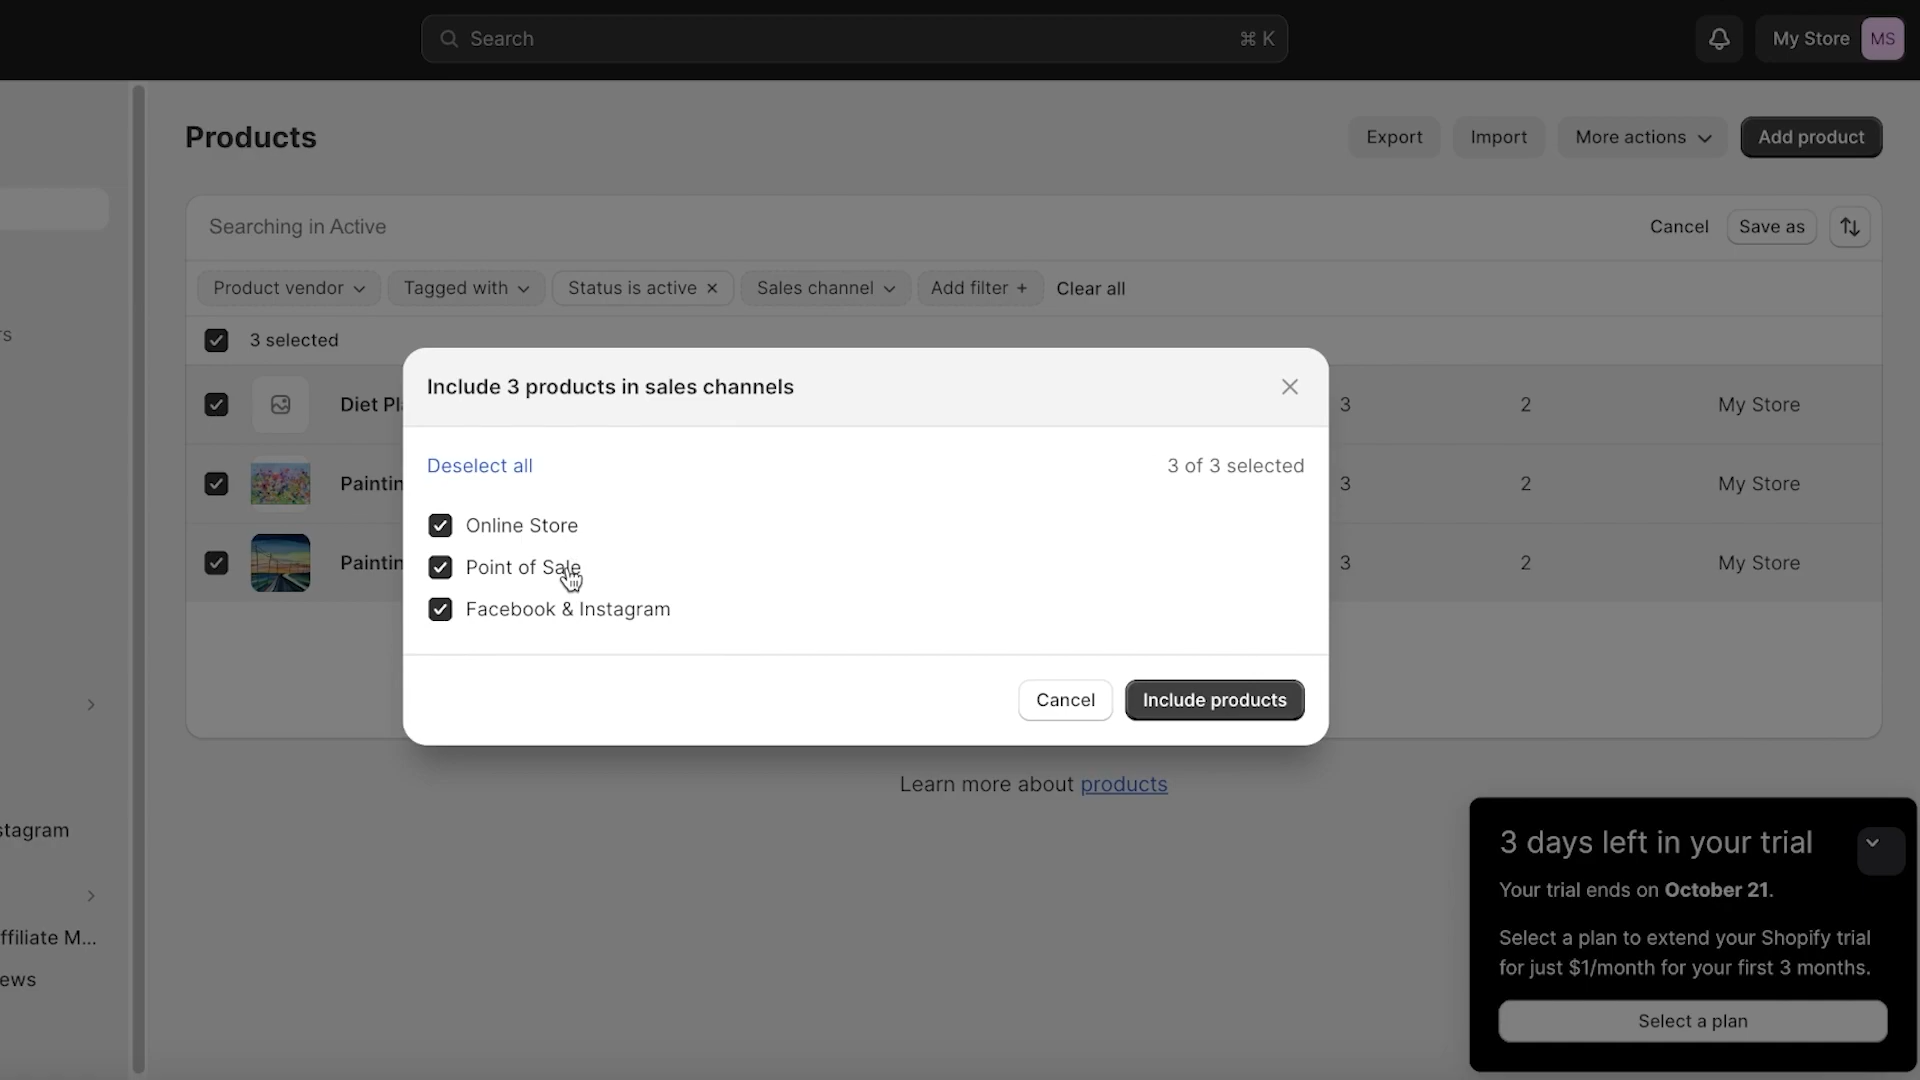 Search
⌘ K
My Store
MS
Products
Export
Import
More actions
Add product
Searching in Active
Cancel
Save as
Product vendor
Tagged with
Status is active
Sales channel
Add filter +
Clear all
rs
3 selected
Include 3 products in sales channels
Diet Pl
3
2
My Store
Deselect all
3 of 3 selected
Paintin
3
2
My Store
Online Store
Point of Sale
Paintin
3
2
My Store
Facebook & Instagram
Cancel
Include products
Learn more about products
stagram
ffiliate M...
ews
3 days left in your trial
Your trial ends on October 21.
Select a plan to extend your Shopify trial
for just $1/month for your first 3 months.
Select a plan